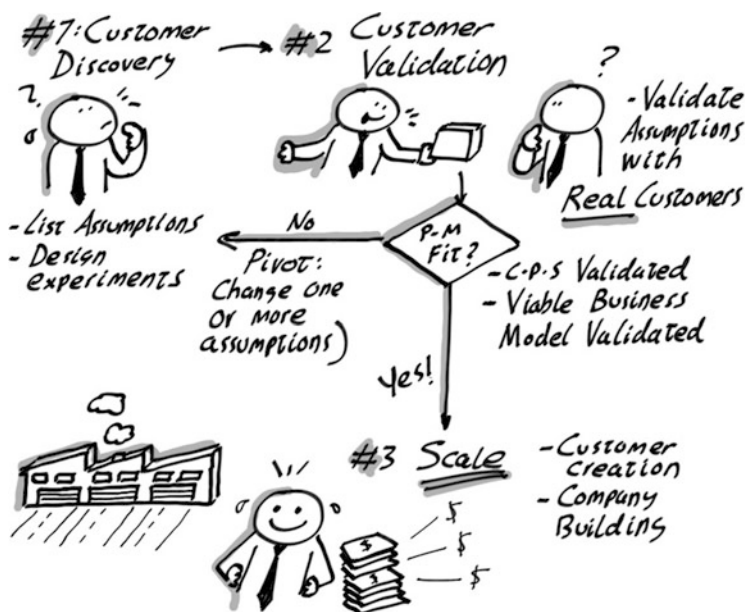 #1: Customer
Discovery
#2 Customer
Validation
?
?
- Validate
Assumptions
with
Real Customers
- List Assumptions
- Design
experiments
No
Pivot:
Change one
or more
assumptions)
P-M
Fit?
- C-P-S Validated
- Viable Business
Model Validated
Yes!
#3 Scale
- Customer
creation
- Company
Building
$
$
$
$
$